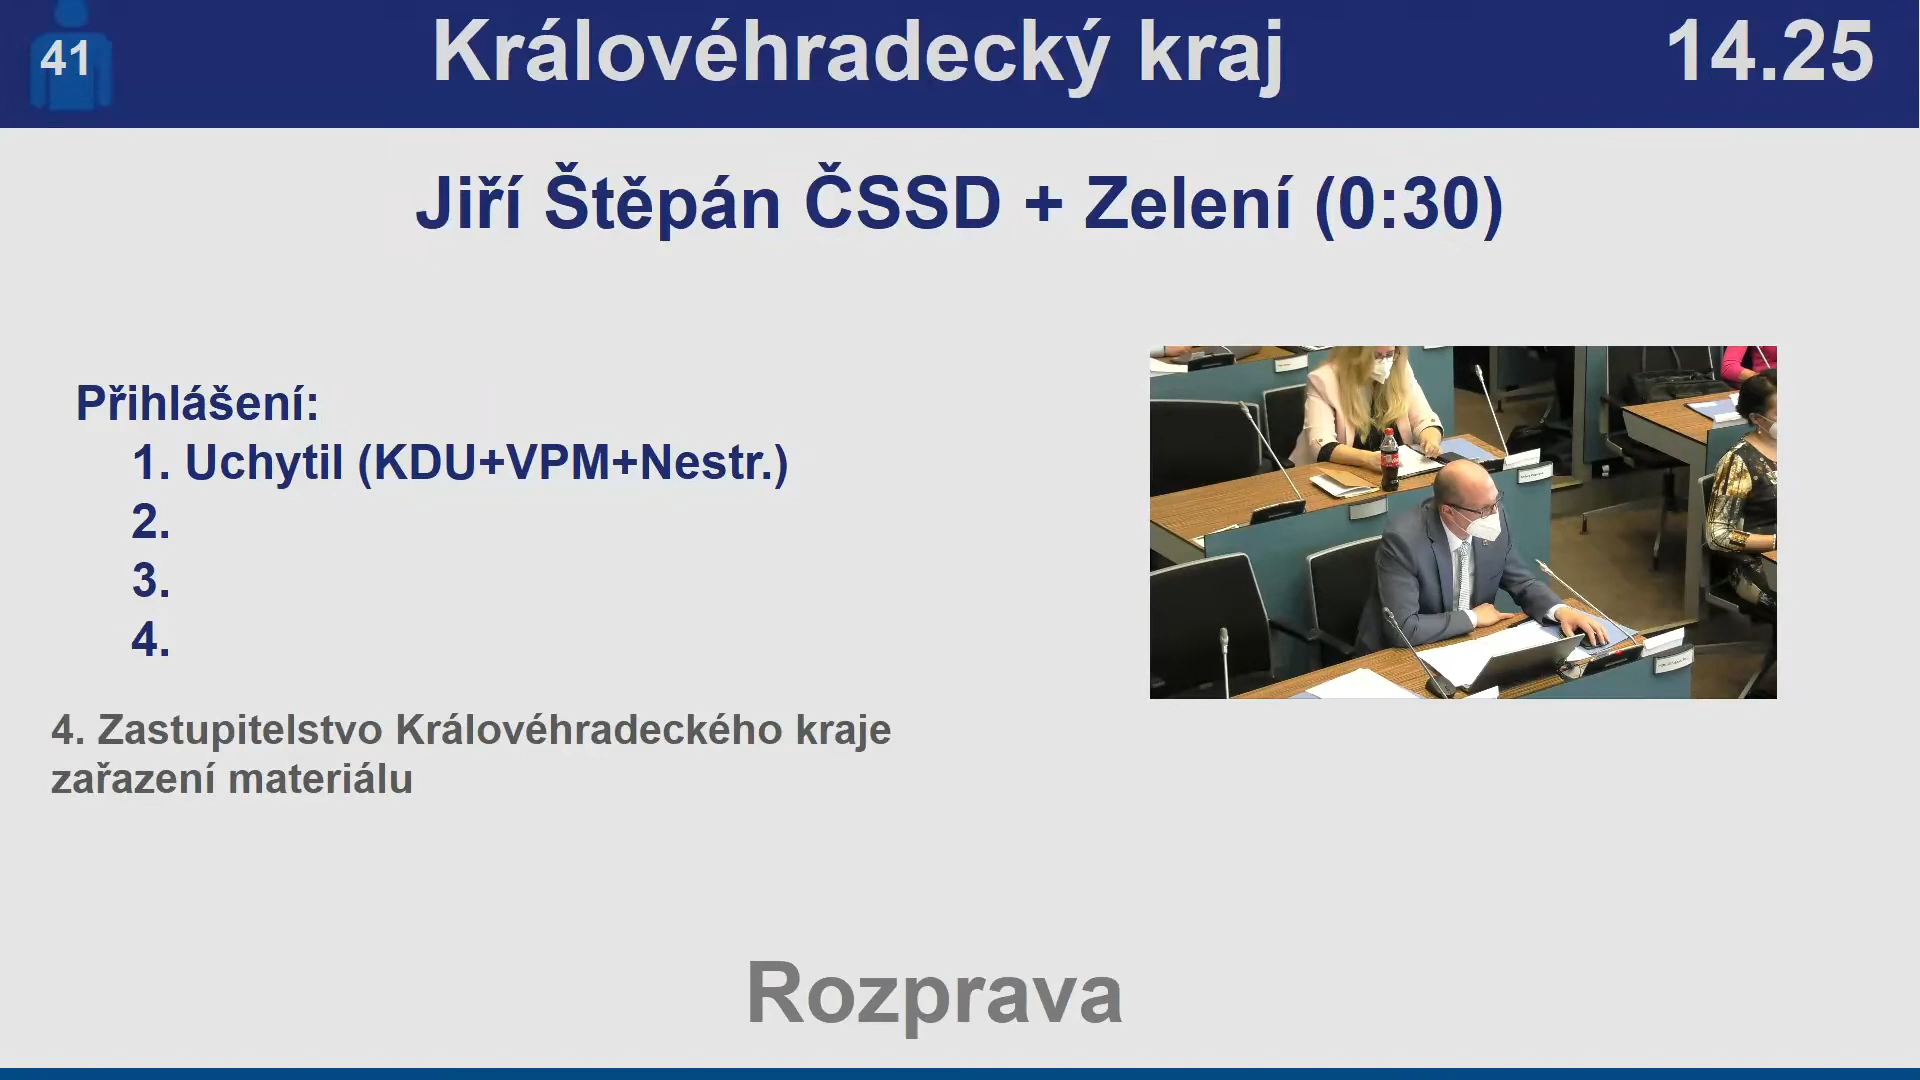 41
Královéhradecký kraj
14.25
Jiří Štěpán ČSSD + Zelení (0:30)
Přihlášení:
1. Uchytil (KDU+VPM+Nestr.)
2.
3.
4.
4. Zastupitelstvo Královéhradeckého kraje
zařazení materiálu
Rozprava